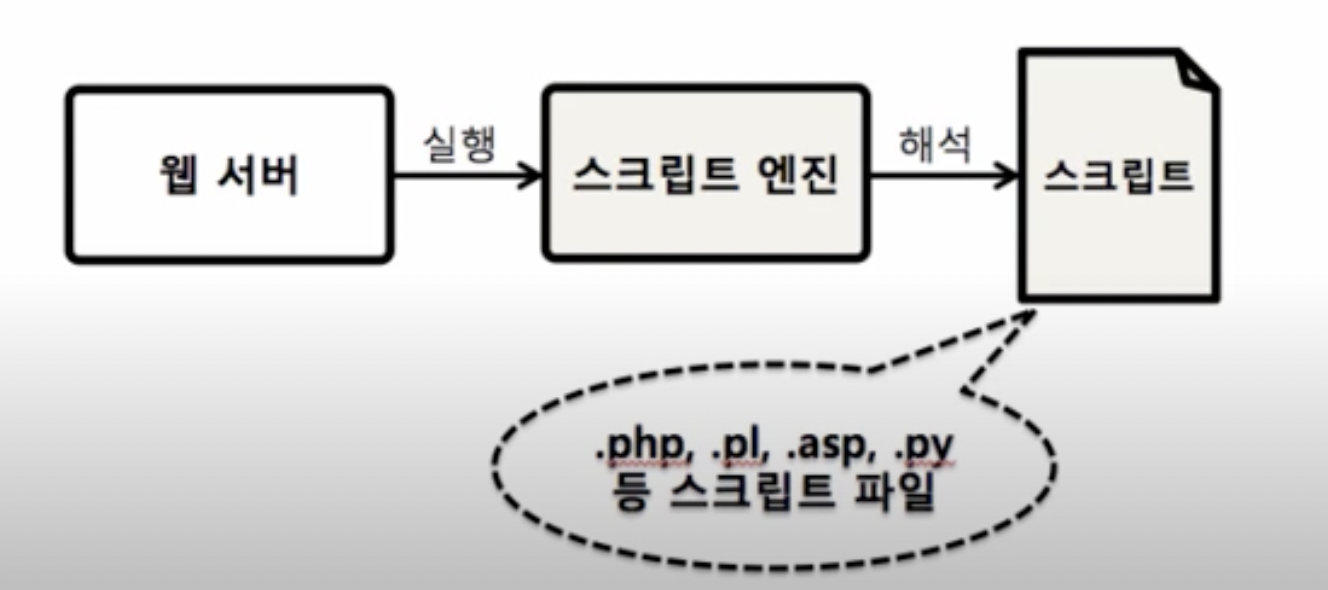 실행
해석
웹 서버
스크립트 엔진
스크립트
.php, .pl, .asp, .py
등 스크립트 파일